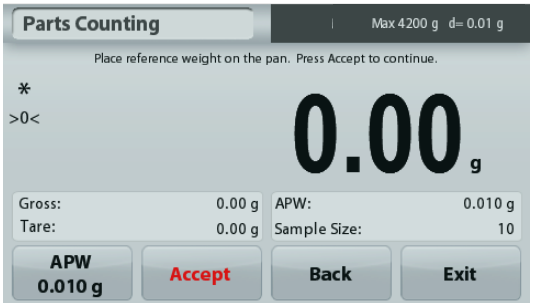 Parts Counting
Max 4200 g d= 0.01 g
Place reference weight on the pan. Press Accept to continue.
*
>0<
0.00 g
Gross: 0.00 g APW: 0.010 g
Tare: 0.00 g Sample Size: 10
APW Accept Back Exit
0.010 g